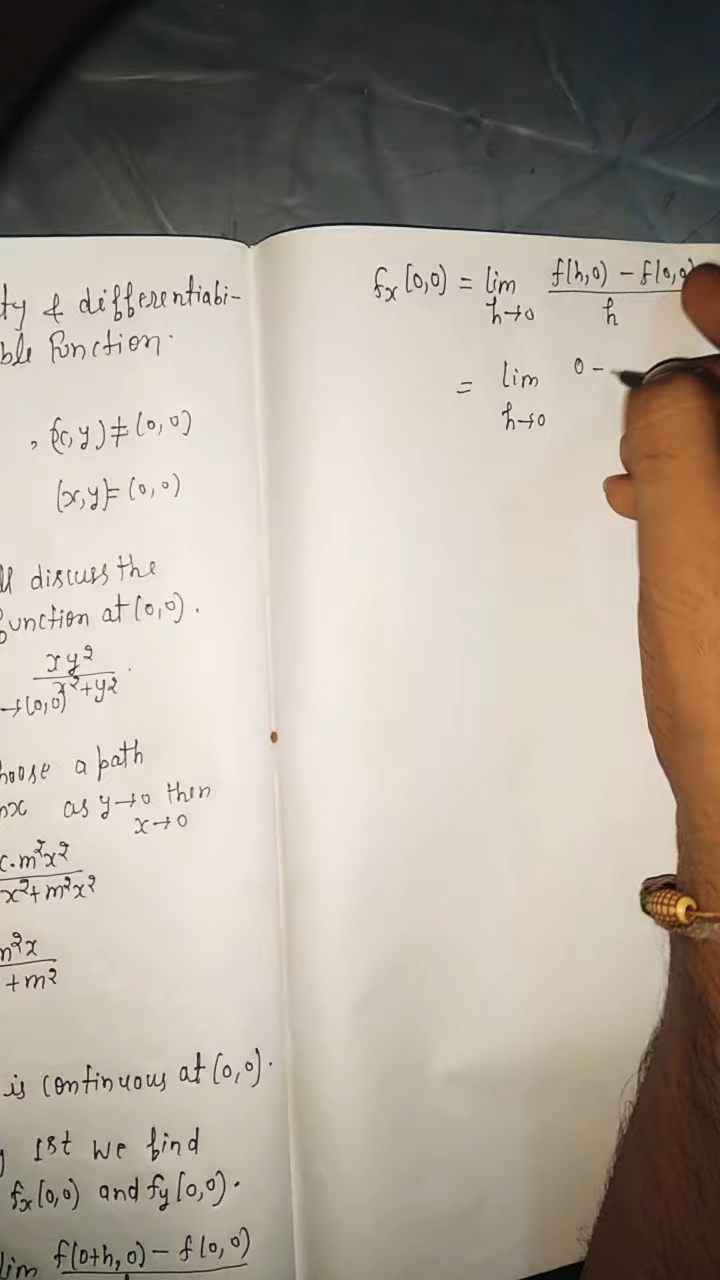 ty & differentiabi-
ble function.
, (x,y) ≠ (0,0)
(x,y) = (0,0)
discuss the
function at (0,0).
xy²
→(0,0) x²+y².
hoose a path
as y→0 then
x→0
x.m²x²
x²+m²x²
m²x
+m²
is continuous at (0,0).
1st we find
fx(0,0) and fy(0,0).
lim f(0+h,0) - f(0,0)
fx(0,0) = lim f(h,0) - f(0,0)
h→0 h
= lim 0 -
h→0